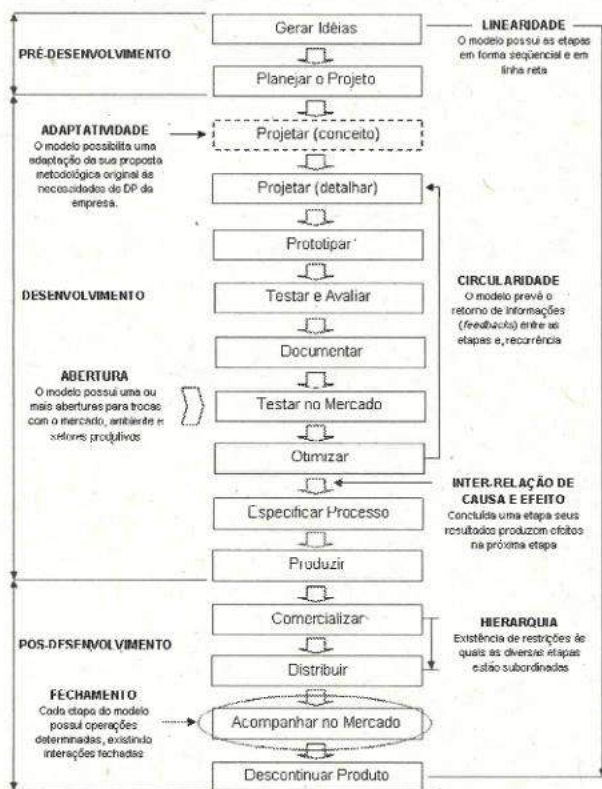 Gerar Idéias
LINEARIDADE
O modelo possui as etapas
em forma seqüencial e em
linha reta
PRÉ-DESENVOLVIMENTO
Planejar o Projeto
ADAPTATIVIDADE
O modelo possibilita uma
adaptação da sua proposta
metodológica original às
necessidades do DP da
empresa.
Projetar (conceito)
Projetar (detalhar)
Prototipar
CIRCULARIDADE
O modelo prevê o
retorno de informações
(feedbacks) entre as
etapas e, recorrência
DESENVOLVIMENTO
Testar e Avaliar
Documentar
ABERTURA
O modelo possui uma ou
mais aberturas para trocas
com o mercado, ambiente e
setores produtivos
Testar no Mercado
Otimizar
INTER-RELAÇÃO DE
CAUSA E EFEITO
Concluída uma etapa seus
resultados produzem efeitos
na próxima etapa
Especificar Processo
Produzir
Comercializar
HIERARQUIA
Existência de restrições às
quais as diversas etapas
estão subordinadas
PÓS-DESENVOLVIMENTO
Distribuir
FECHAMENTO
Cada etapa do modelo
possui operações
determinadas, existindo
interações fechadas
Acompanhar no Mercado
Descontinuar Produto